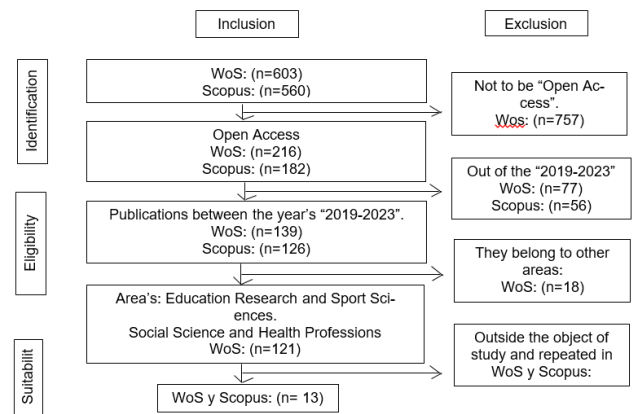 Inclusion
Exclusion
Identification
WoS: (n=603)
Scopus: (n=560)
Not to be “Open Ac-
cess”.
Wos: (n=757)
Open Access
WoS: (n=216)
Scopus: (n=182)
Out of the “2019-2023”
WoS: (n=77)
Scopus: (n=56)
Eligibility
Publications between the year’s “2019-2023”.
WoS: (n=139)
Scopus: (n=126)
They belong to other
areas:
WoS: (n=18)
Area’s: Education Research and Sport Sci-
ences.
Social Science and Health Professions
WoS: (n=121)
Outside the object of
study and repeated in
WoS y Scopus:
Suitabilit
WoS y Scopus: (n= 13)